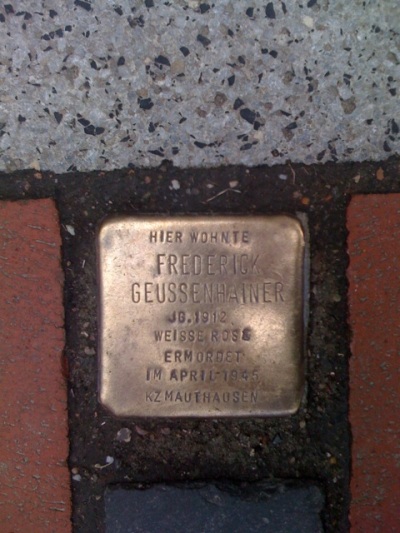 HIER WOHNTE
FREDERICK
GEUSSENHAINER
JG.1912
WEISSE ROSE
ERMORDET
IM APRIL 1945
KZ MAUTHAUSEN